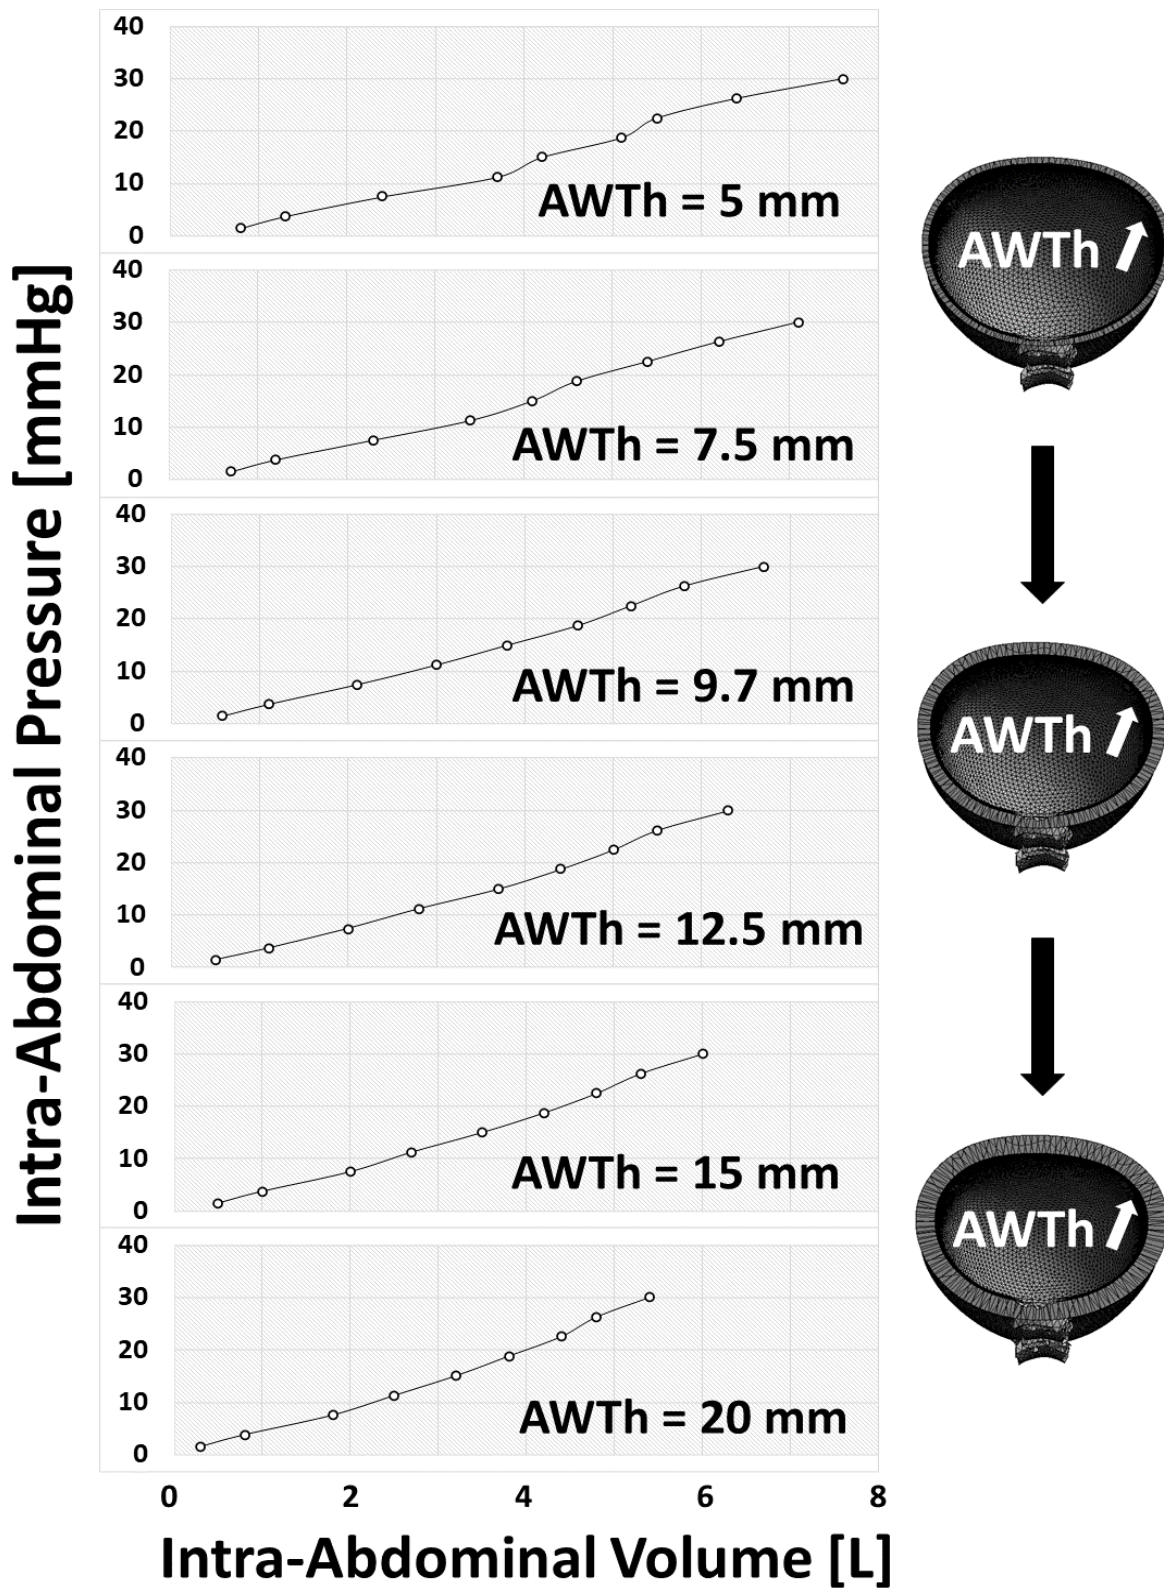 Intra-Abdominal Pressure [mmHg]
40
30
20
10
0
AWTh = 5 mm
40
30
20
10
0
AWTh = 7.5 mm
40
30
20
10
0
AWTh = 9.7 mm
40
30
20
10
0
AWTh = 12.5 mm
40
30
20
10
0
AWTh = 15 mm
40
30
20
10
0
AWTh = 20 mm
0 2 4 6 8
Intra-Abdominal Volume [L]
AWTh
AWTh
AWTh